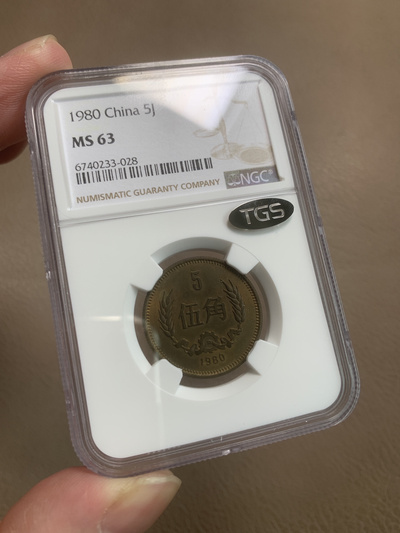 1980 China 5J
MS 63
6740233-028
NUMISMATIC GUARANTY COMPANY
NGC®
TGS
5
伍角
1980